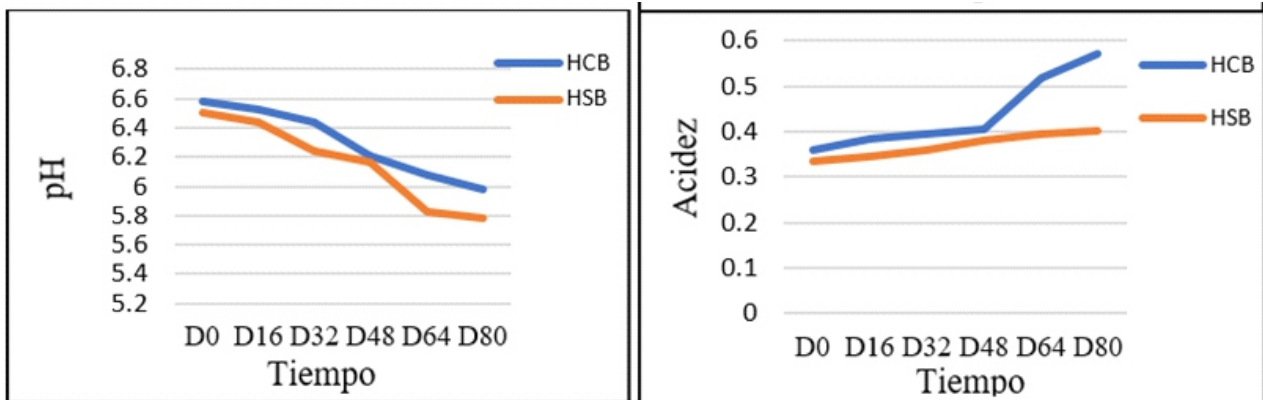 HCB
HSB
6.8
6.6
6.4
6.2
6
5.8
5.6
5.4
5.2
pH
D0 D16 D32 D48 D64 D80
Tiempo
HCB
HSB
0.6
0.5
0.4
0.3
0.2
0.1
0
Acidez
D0 D16 D32 D48 D64 D80
Tiempo